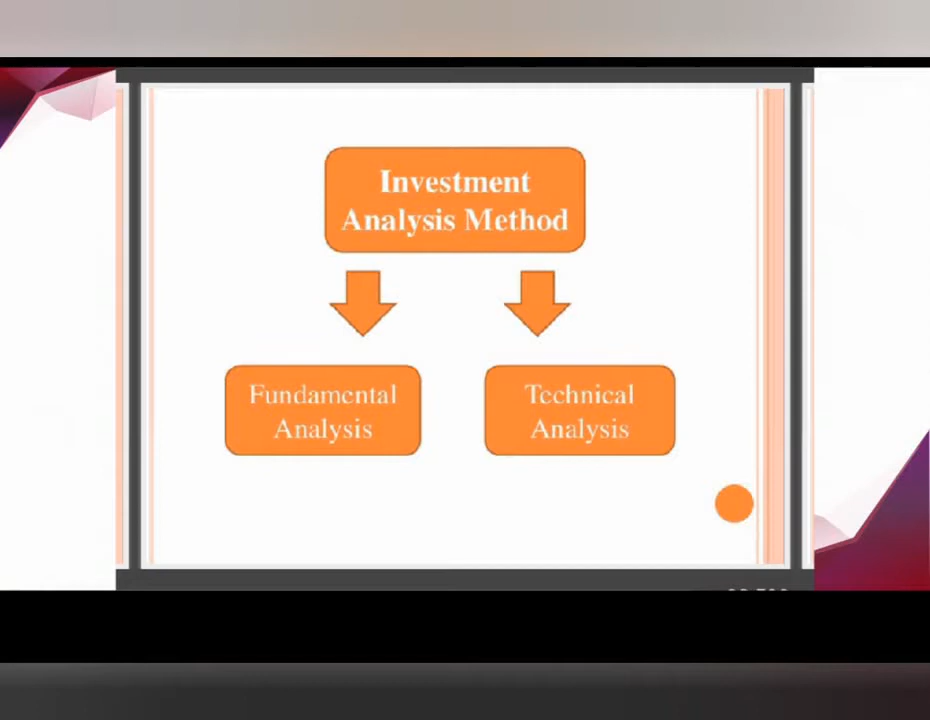 Investment
Analysis Method
Fundamental
Analysis
Technical
Analysis